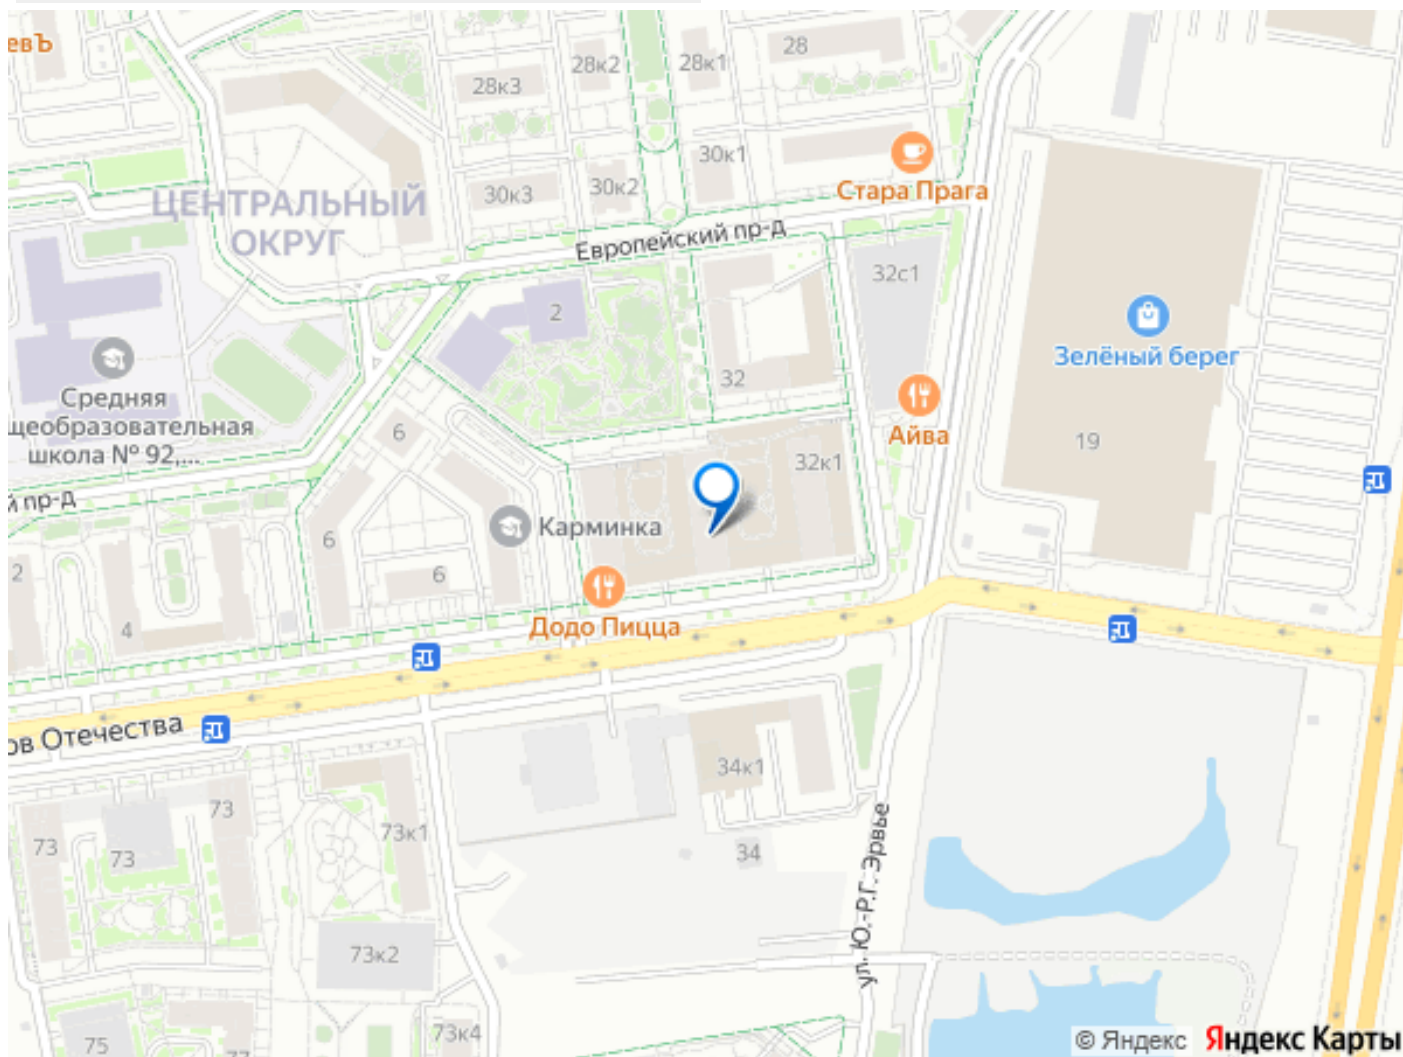 евЪ
28к2
28к1
28
28к3
30к1
30к3
30к2
Стара Прага
ЦЕНТРАЛЬНЫЙ
ОКРУГ
Европейский пр-д
32с1
2
Зелёный берег
32
Средняя
щеобразовательная
школа № 92,...
6
Айва
19
32к1
й пр-д
Карминка
6
2
6
4
Додо Пицца
ов Отечества
34к1
73
73
73
73к1
34
ул. Ю.-Р.Г. Эрвье
73к2
73к4
75
77
© Яндекс Яндекс Карты